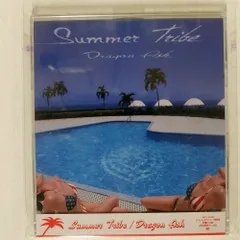 Summer Tribe
Dragon Ash
Summer Tribe / Dragon Ash